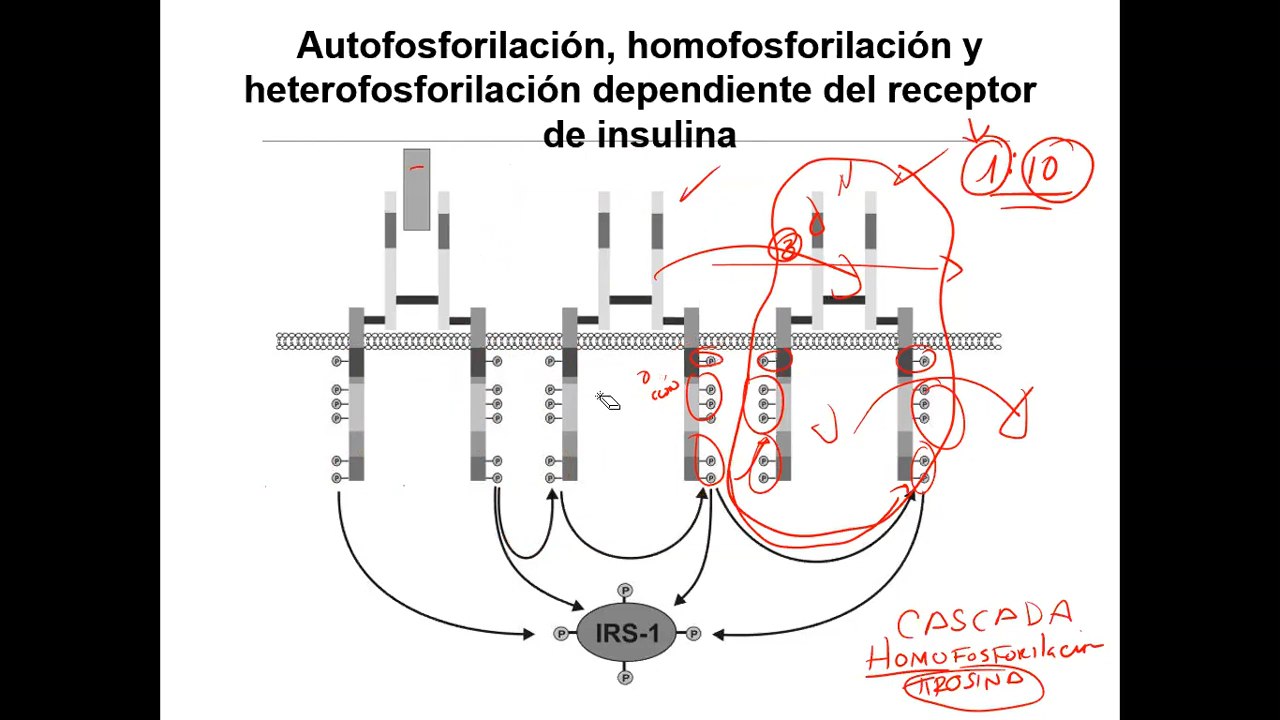 Autofosforilación, homofosforilación y
heterofosforilación dependiente del receptor
de insulina
1:10
P P P P P P
P P P P P P
P P P P P P
P P P P P P
P P P P P P
P P P P P P
P
P IRS-1 P
P
CASCADA
HOMOFOSFORILACIÓN
TIROSINA